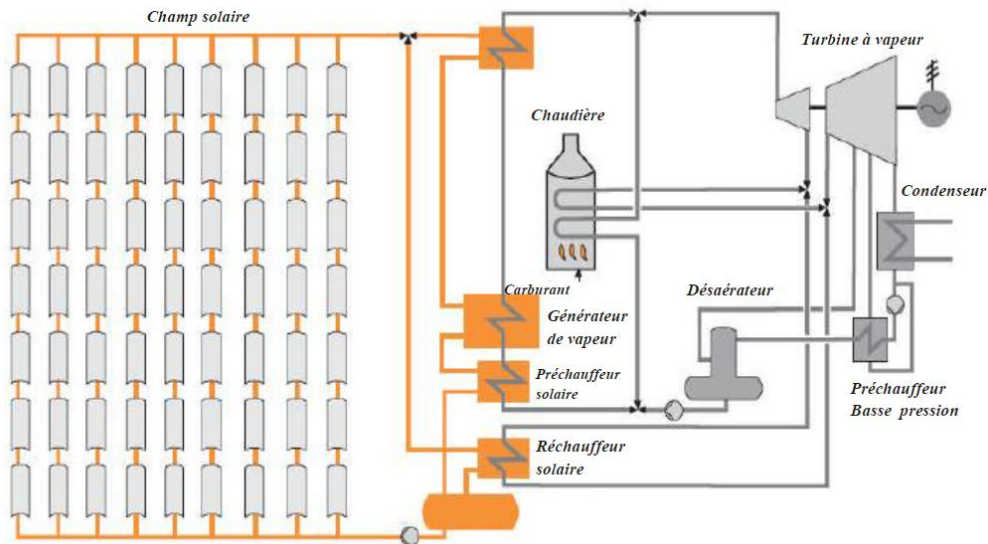 Champ solaire
Turbine à vapeur
Chaudière
Condenseur
Carburant
Désaérateur
Générateur
de vapeur
Préchauffeur
solaire
Préchauffeur
Basse pression
Réchauffeur
solaire